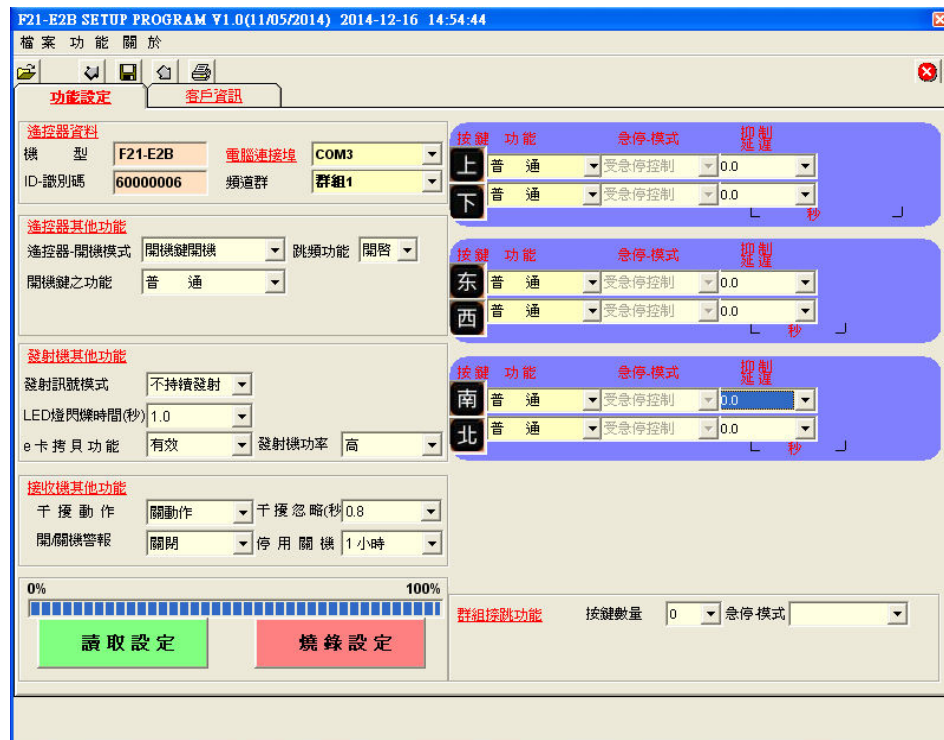 F21-E2B SETUP PROGRAM V1.0(11/05/2014) 2014-12-16 14:54:44
檔案 功能 關於
功能設定 客戶資訊
遙控器資料
機 型 F21-E2B 電腦連接埠 COM3
ID-識別碼 60000006 頻道群 群組1
遙控器其他功能
遙控器-開機模式 開機鍵開機 跳頻功能 開啓
開機鍵之功能 普 通
發射機其他功能
發射訊號模式 不持續發射
LED燈閃爍時間(秒) 1.0
e卡拷貝功能 有效 發射機功率 高
接收機其他功能
干擾動作 關動作 干擾忽略(秒 0.8
開/關機警報 關閉 停用關機 1小時
0% 100%
讀取設定 燒錄設定
按鍵 功能 急停-模式 抑制延遲
上 普 通 受急停控制 0.0
下 普 通 受急停控制 0.0
秒
按鍵 功能 急停-模式 抑制延遲
东 普 通 受急停控制 0.0
西 普 通 受急停控制 0.0
秒
按鍵 功能 急停-模式 抑制延遲
南 普 通 受急停控制 0.0
北 普 通 受急停控制 0.0
秒
群組掽跳功能 按鍵數量 0 急停-模式